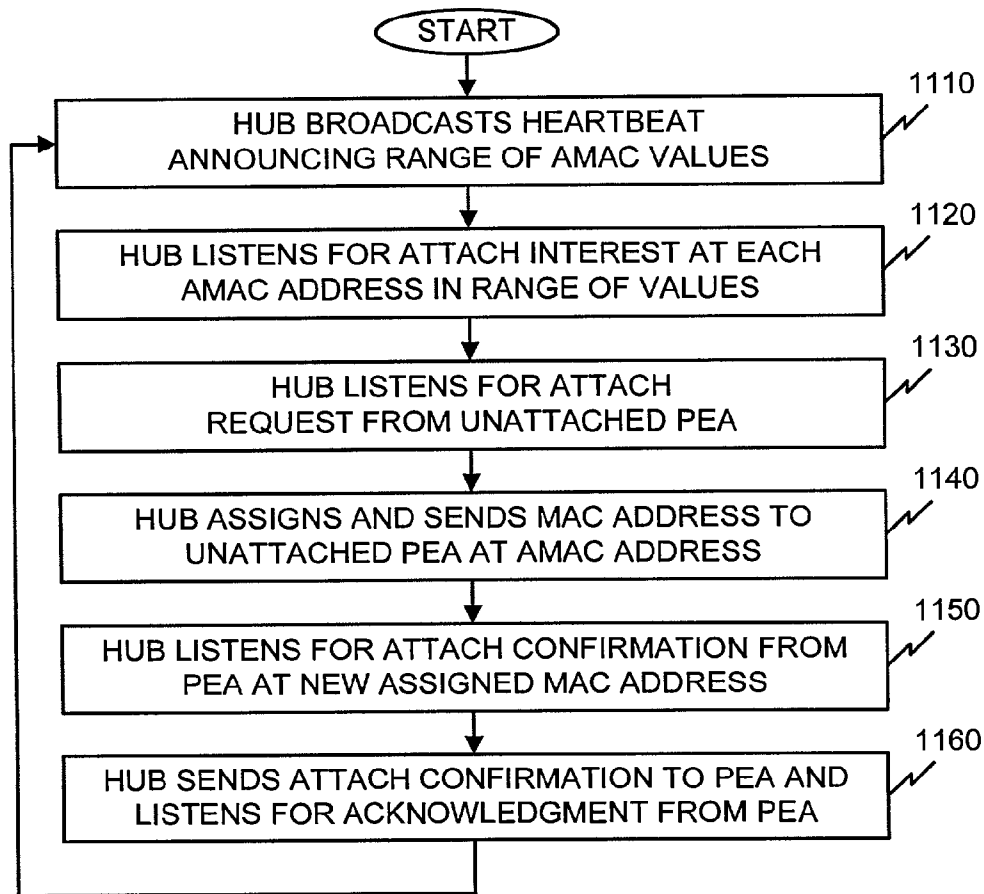 START
1110
HUB BROADCASTS HEARTBEAT
ANNOUNCING RANGE OF AMAC VALUES
1120
HUB LISTENS FOR ATTACH INTEREST AT EACH
AMAC ADDRESS IN RANGE OF VALUES
1130
HUB LISTENS FOR ATTACH
REQUEST FROM UNATTACHED PEA
1140
HUB ASSIGNS AND SENDS MAC ADDRESS TO
UNATTACHED PEA AT AMAC ADDRESS
1150
HUB LISTENS FOR ATTACH CONFIRMATION FROM
PEA AT NEW ASSIGNED MAC ADDRESS
1160
HUB SENDS ATTACH CONFIRMATION TO PEA AND
LISTENS FOR ACKNOWLEDGMENT FROM PEA